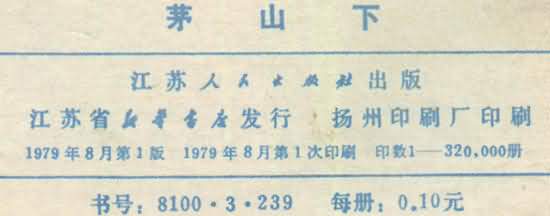 茅山下
江苏人民出版社出版
江苏省新华书店发行 扬州印刷厂印刷
1979年8月第1版 1979年8月第1次印刷 印数1—320,000册
书号：8100·3·239 每册：0.10元